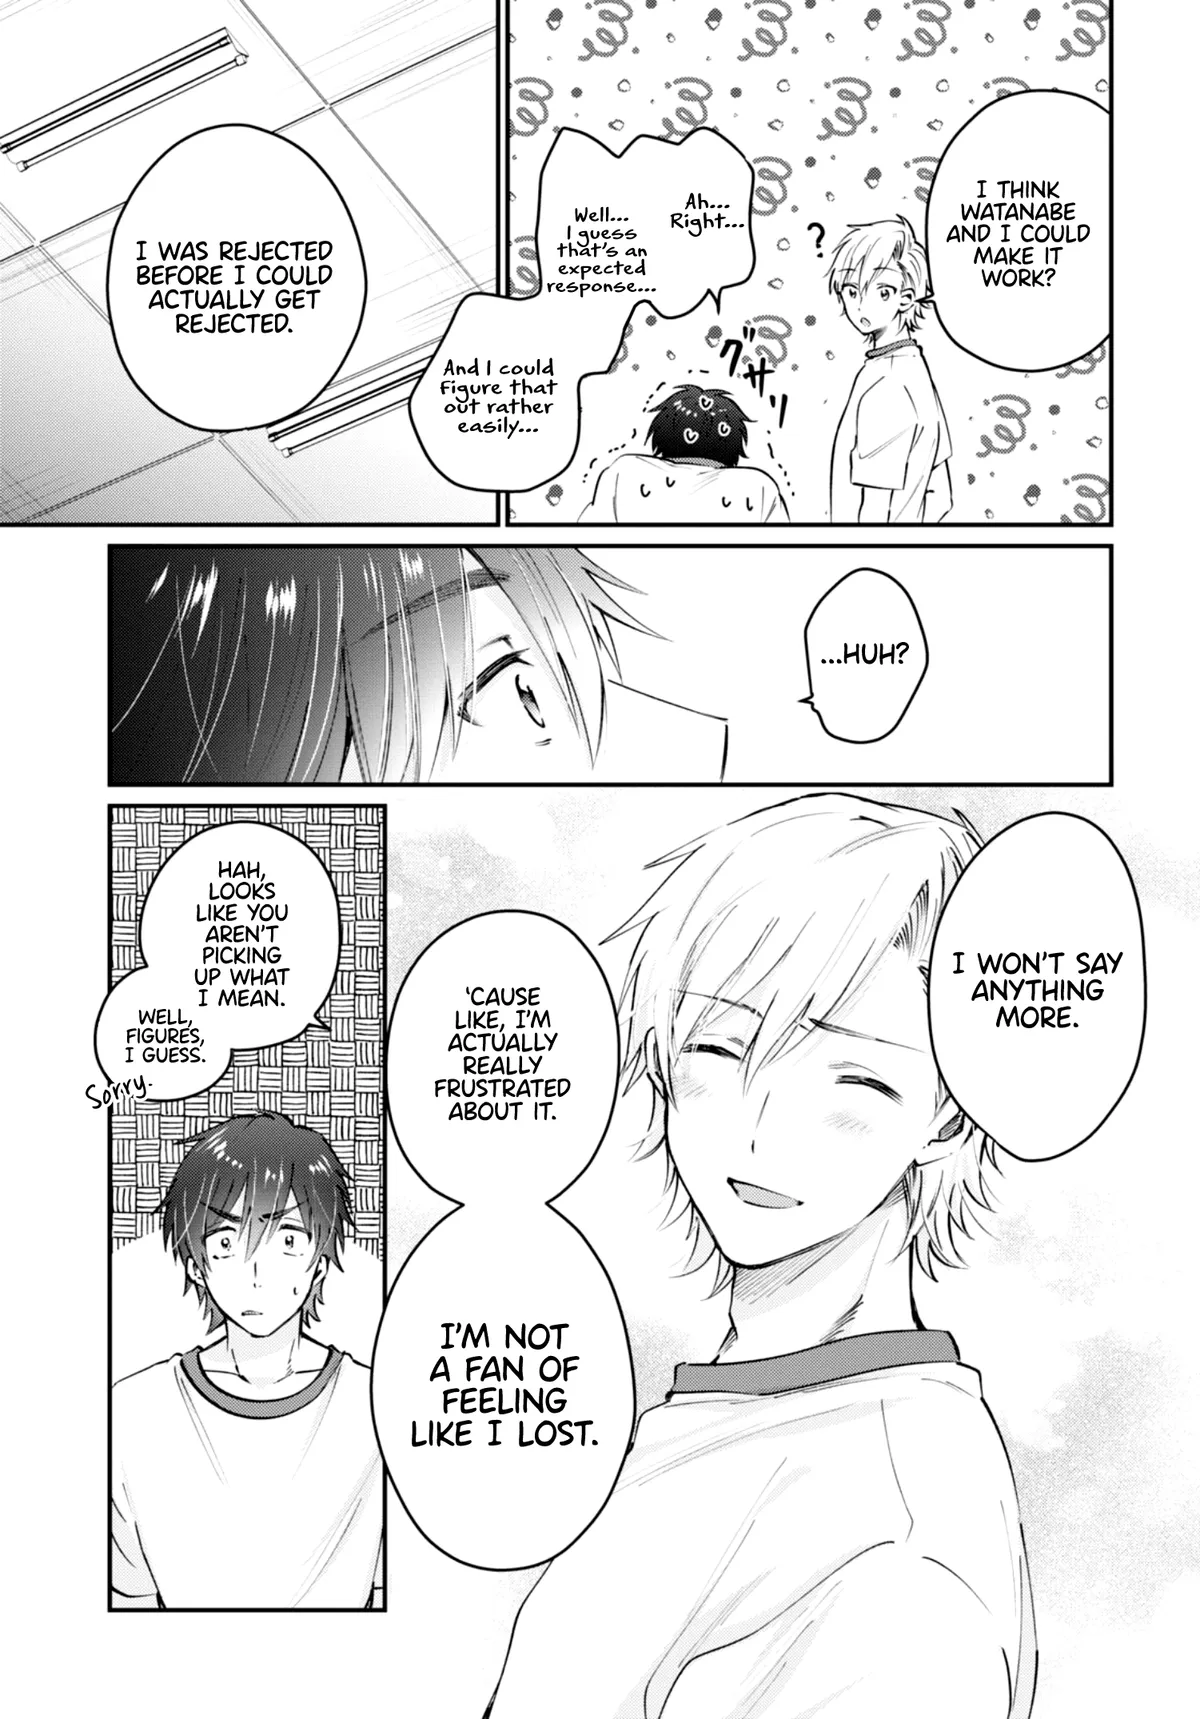 I THINK
WATANABE
AND I COULD
MAKE IT
WORK?
?
Ah...
Right...
Well...
I guess
that's an
expected
response...
And I could
figure that
out rather
easily...
グサッ
I WAS REJECTED
BEFORE I COULD
ACTUALLY GET
REJECTED.
...HUH?
I WON'T SAY
ANYTHING
MORE.
'CAUSE
LIKE, I'M
ACTUALLY
REALLY
FRUSTRATED
ABOUT IT.
I'M NOT
A FAN OF
FEELING
LIKE I LOST.
HAH,
LOOKS
LIKE YOU
AREN'T
PICKING
UP WHAT
I MEAN.
WELL,
FIGURES,
I GUESS.
Sorry.